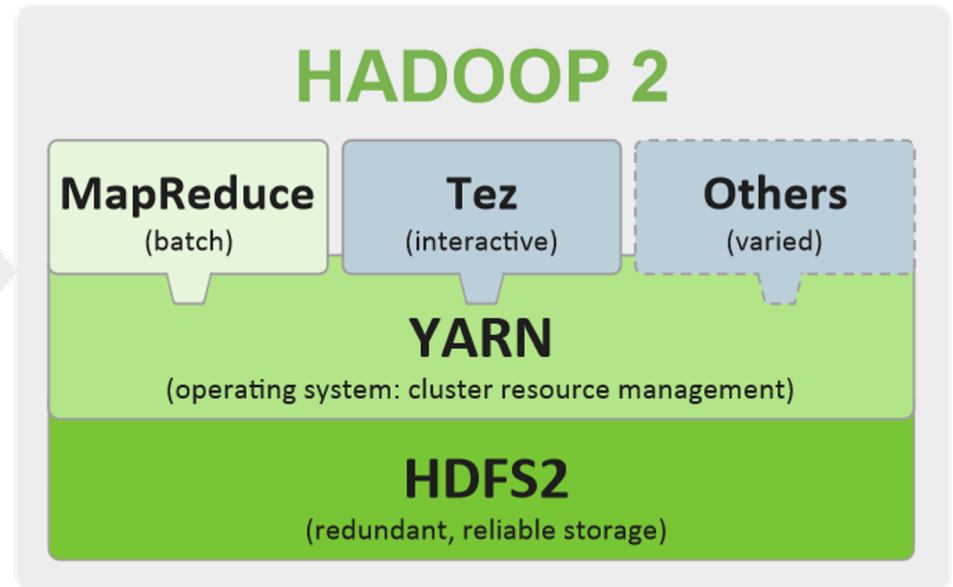 HADOOP 2
MapReduce
(batch)
Tez
(interactive)
Others
(varied)
YARN
(operating system: cluster resource management)
HDFS2
(redundant, reliable storage)